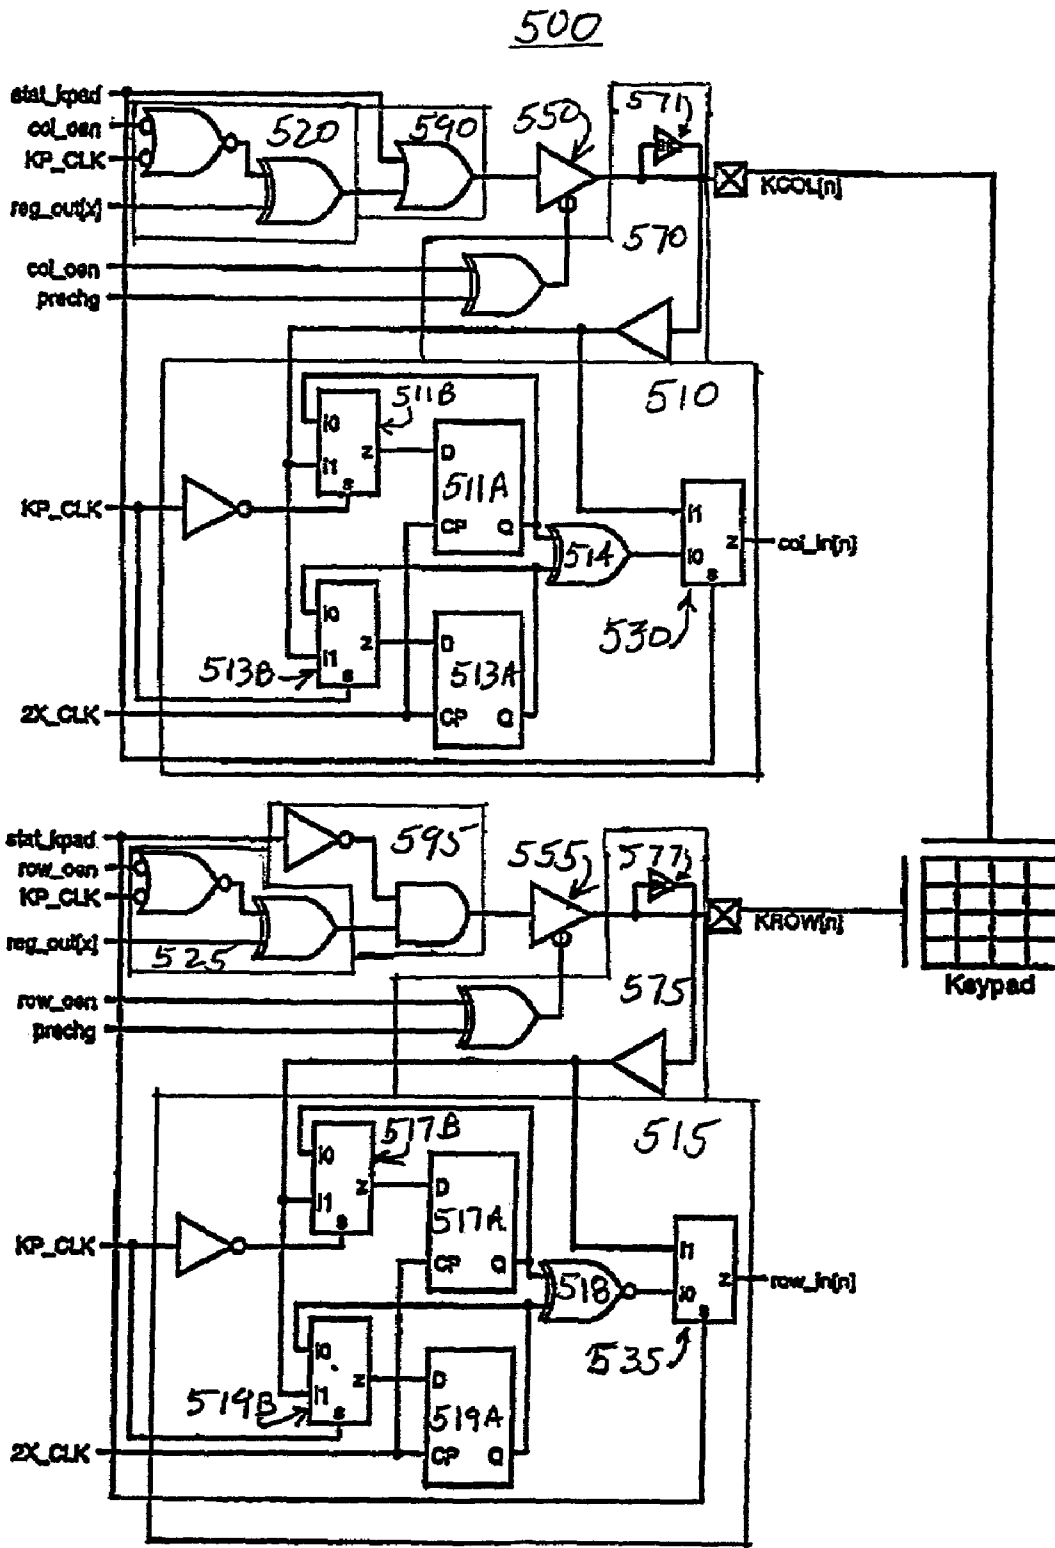 500
stat_kpad
col_oen
KP_CLK
reg_out[x]
520
590
550
571
KCOL[n]
570
col_oen
prechg
510
511B
i0
i1
z
s
D
511A
CP
Q
KP_CLK
514
i1
i0
z
s
col_in[n]
530
i0
i1
z
s
513B
D
513A
CP
Q
2X_CLK
stat_kpad
row_oen
KP_CLK
reg_out[x]
525
595
555
577
KROW[n]
Keypad
575
row_oen
prechg
515
517B
i0
i1
z
s
D
517A
CP
Q
KP_CLK
518
i1
i0
z
s
row_in[n]
535
i0
i1
z
s
519B
D
519A
CP
Q
2X_CLK